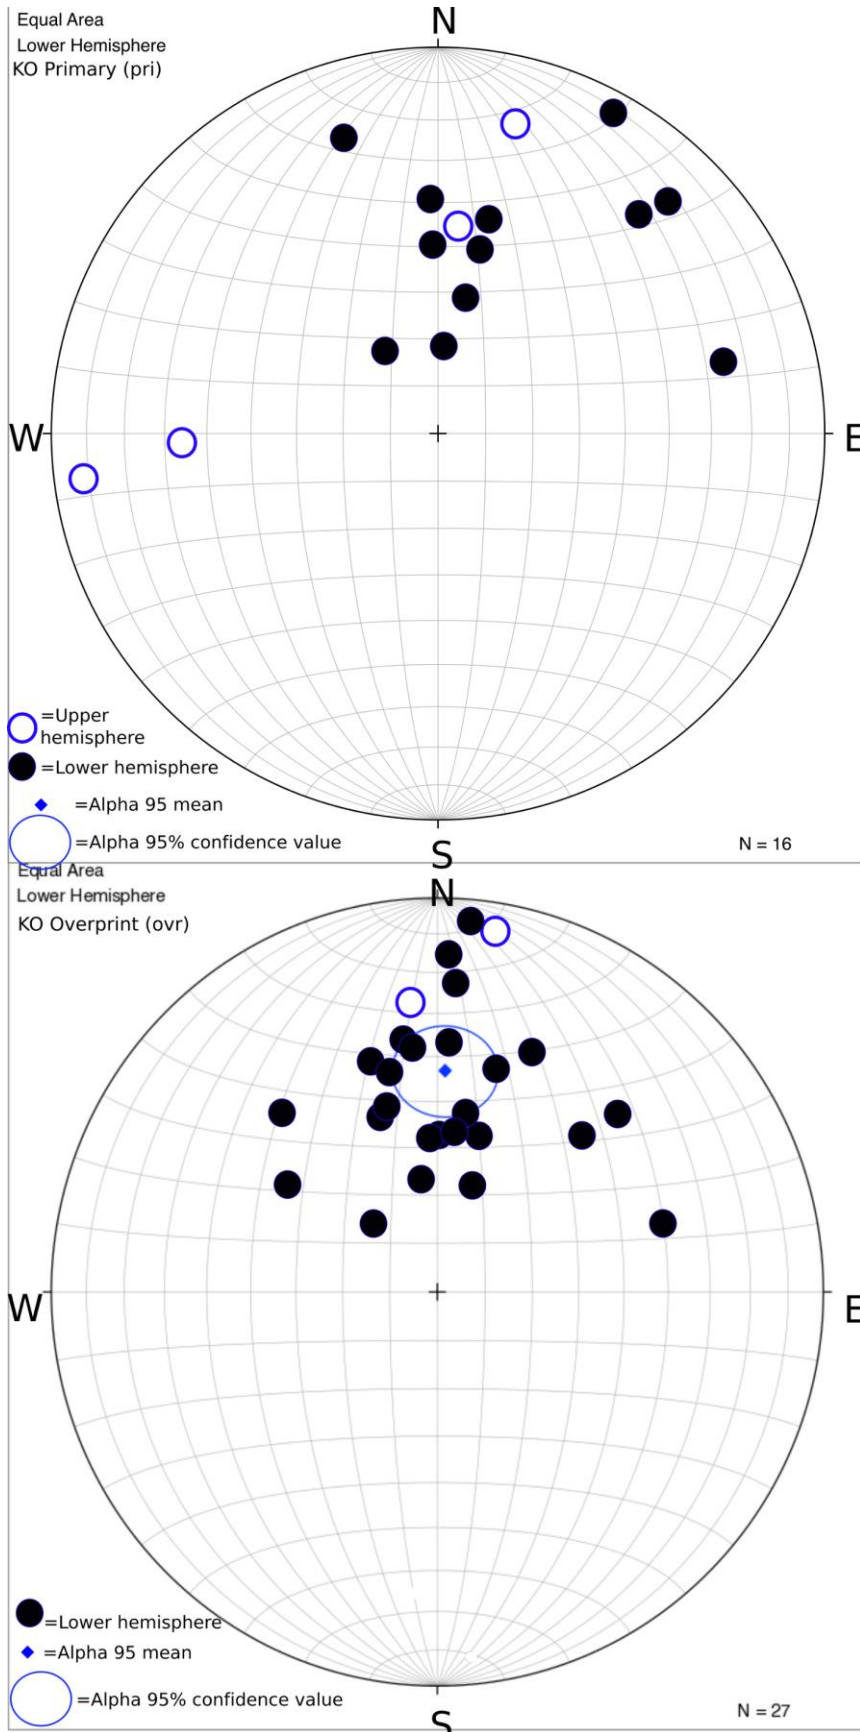 Equal Area
N
Lower Hemisphere
KO Primary (pri)
W
E
=Upper
hemisphere
=Lower hemisphere
=Alpha 95 mean
=Alpha 95% confidence value
N = 16
S
Equal Area
N
Lower Hemisphere
KO Overprint (ovr)
W
E
=Lower hemisphere
=Alpha 95 mean
=Alpha 95% confidence value
N = 27
S